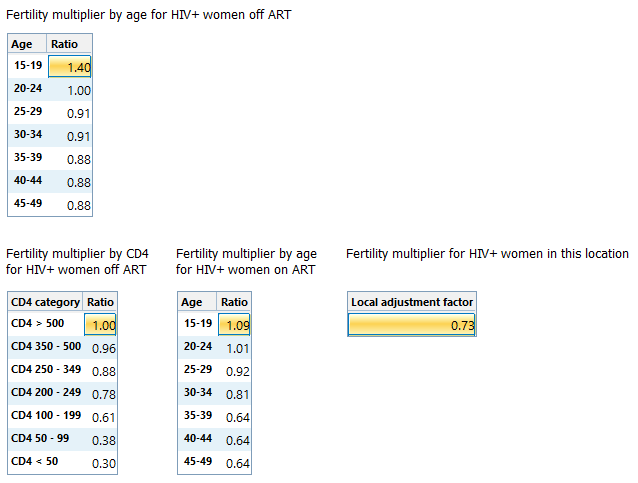 Fertility multiplier by age for HIV+ women off ART
Age Ratio
15-19 1.40
20-24 1.00
25-29 0.91
30-34 0.91
35-39 0.88
40-44 0.88
45-49 0.88
Fertility multiplier by CD4
for HIV+ women off ART
CD4 category Ratio
CD4 > 500 1.00
CD4 350 - 500 0.96
CD4 250 - 349 0.88
CD4 200 - 249 0.78
CD4 100 - 199 0.61
CD4 50 - 99 0.38
CD4 < 50 0.30
Fertility multiplier by age
for HIV+ women on ART
Age Ratio
15-19 1.09
20-24 1.01
25-29 0.92
30-34 0.81
35-39 0.64
40-44 0.64
45-49 0.64
Fertility multiplier for HIV+ women in this location
Local adjustment factor
0.73